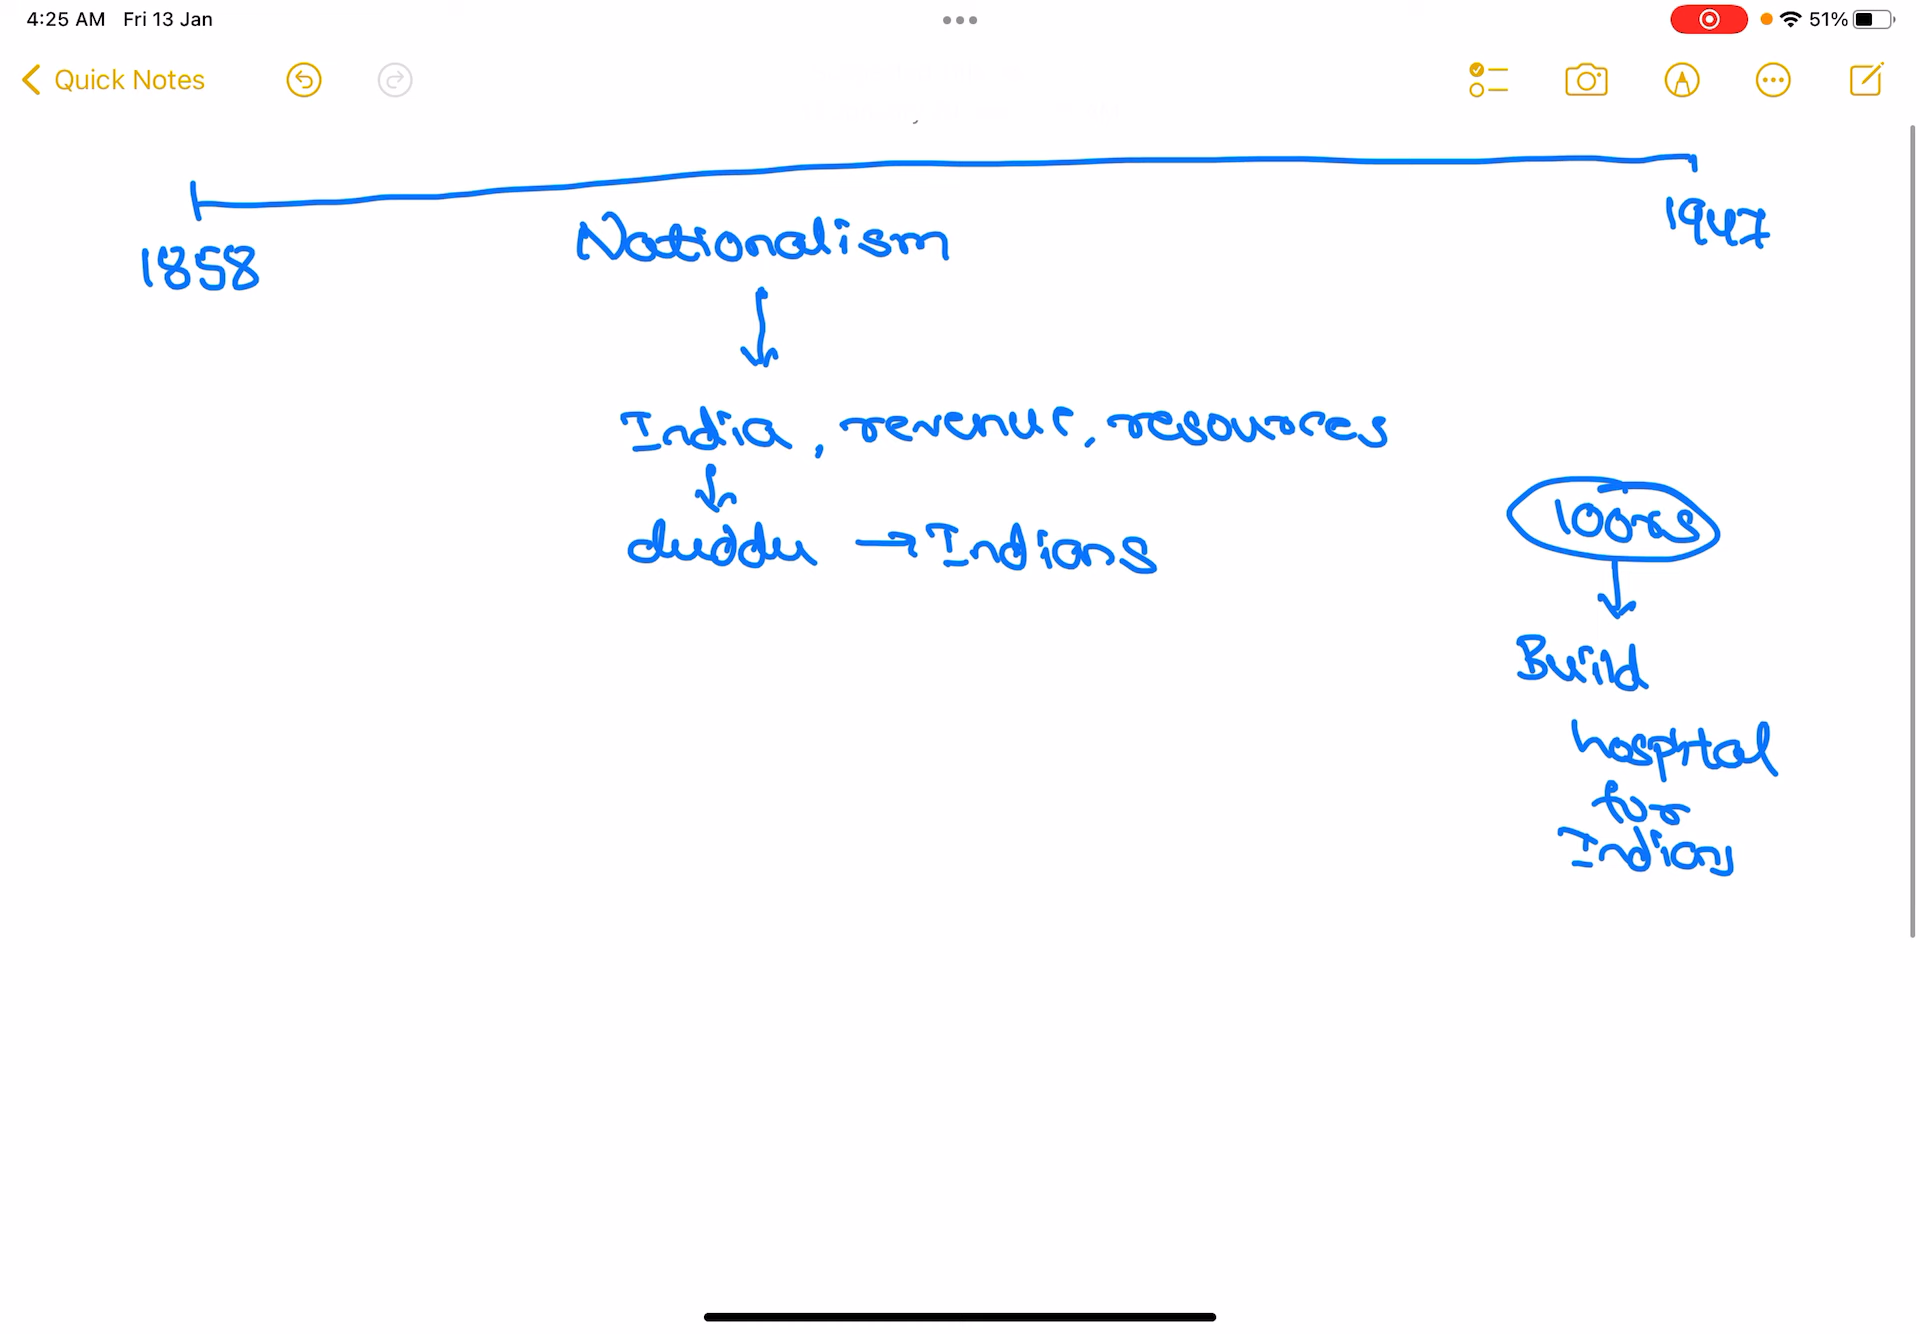 4:25 AM Fri 13 Jan
51%
Quick Notes
1858
1947
Nationalism
India, revenue, resources
duddu → Indians
100rs
Build
hospital
for
Indians